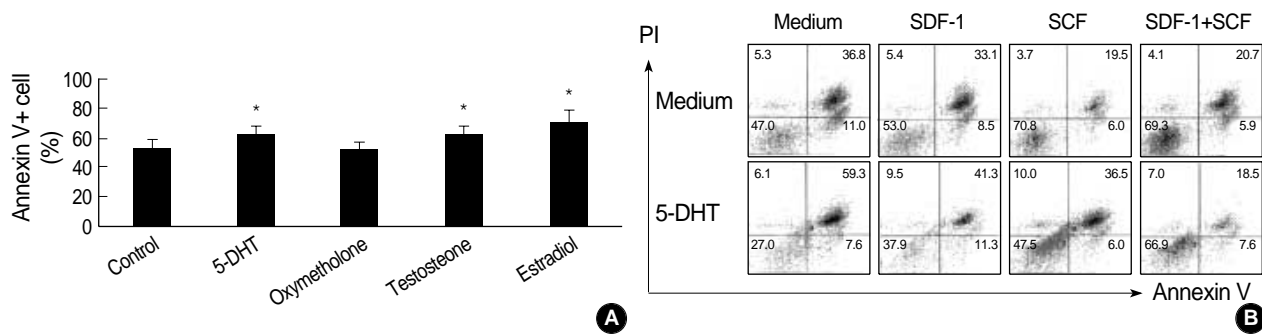 Annexin V+ cell
(%)
100
80
60
40
20
0
*
*
*
Control
5-DHT
Oxymetholone
Testosteone
Estradiol
A
PI
Medium SDF-1 SCF SDF-1+SCF
Medium
5.3 36.8 5.4 33.1 3.7 19.5 4.1 20.7
47.0 11.0 53.0 8.5 70.8 6.0 69.3 5.9
5-DHT
6.1 59.3 9.5 41.3 10.0 36.5 7.0 18.5
27.0 7.6 37.9 11.3 47.5 6.0 66.9 7.6
Annexin V
B